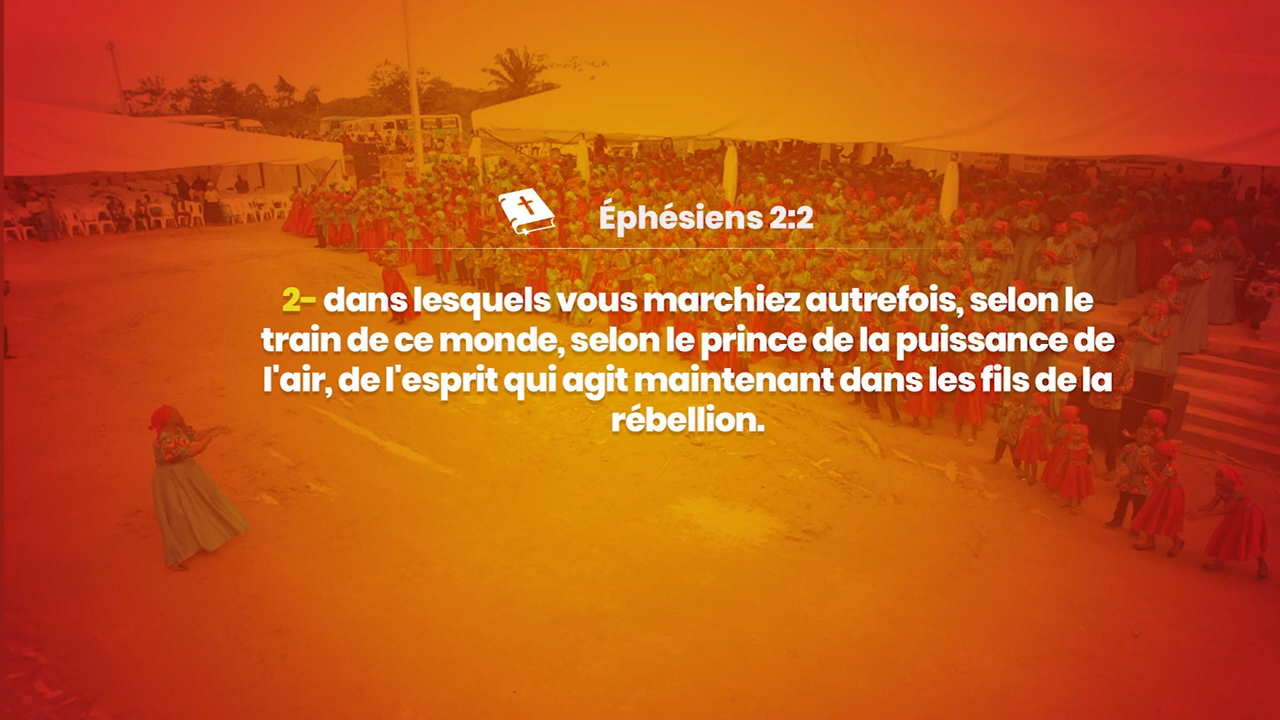 Éphésiens 2:2
2- dans lesquels vous marchiez autrefois, selon le
train de ce monde, selon le prince de la puissance de
l'air, de l'esprit qui agit maintenant dans les fils de la
rébellion.